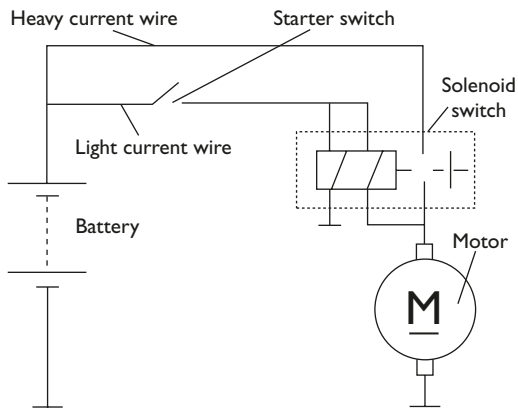 Heavy current wire
Starter switch
Solenoid
switch
Light current wire
Battery
Motor
M